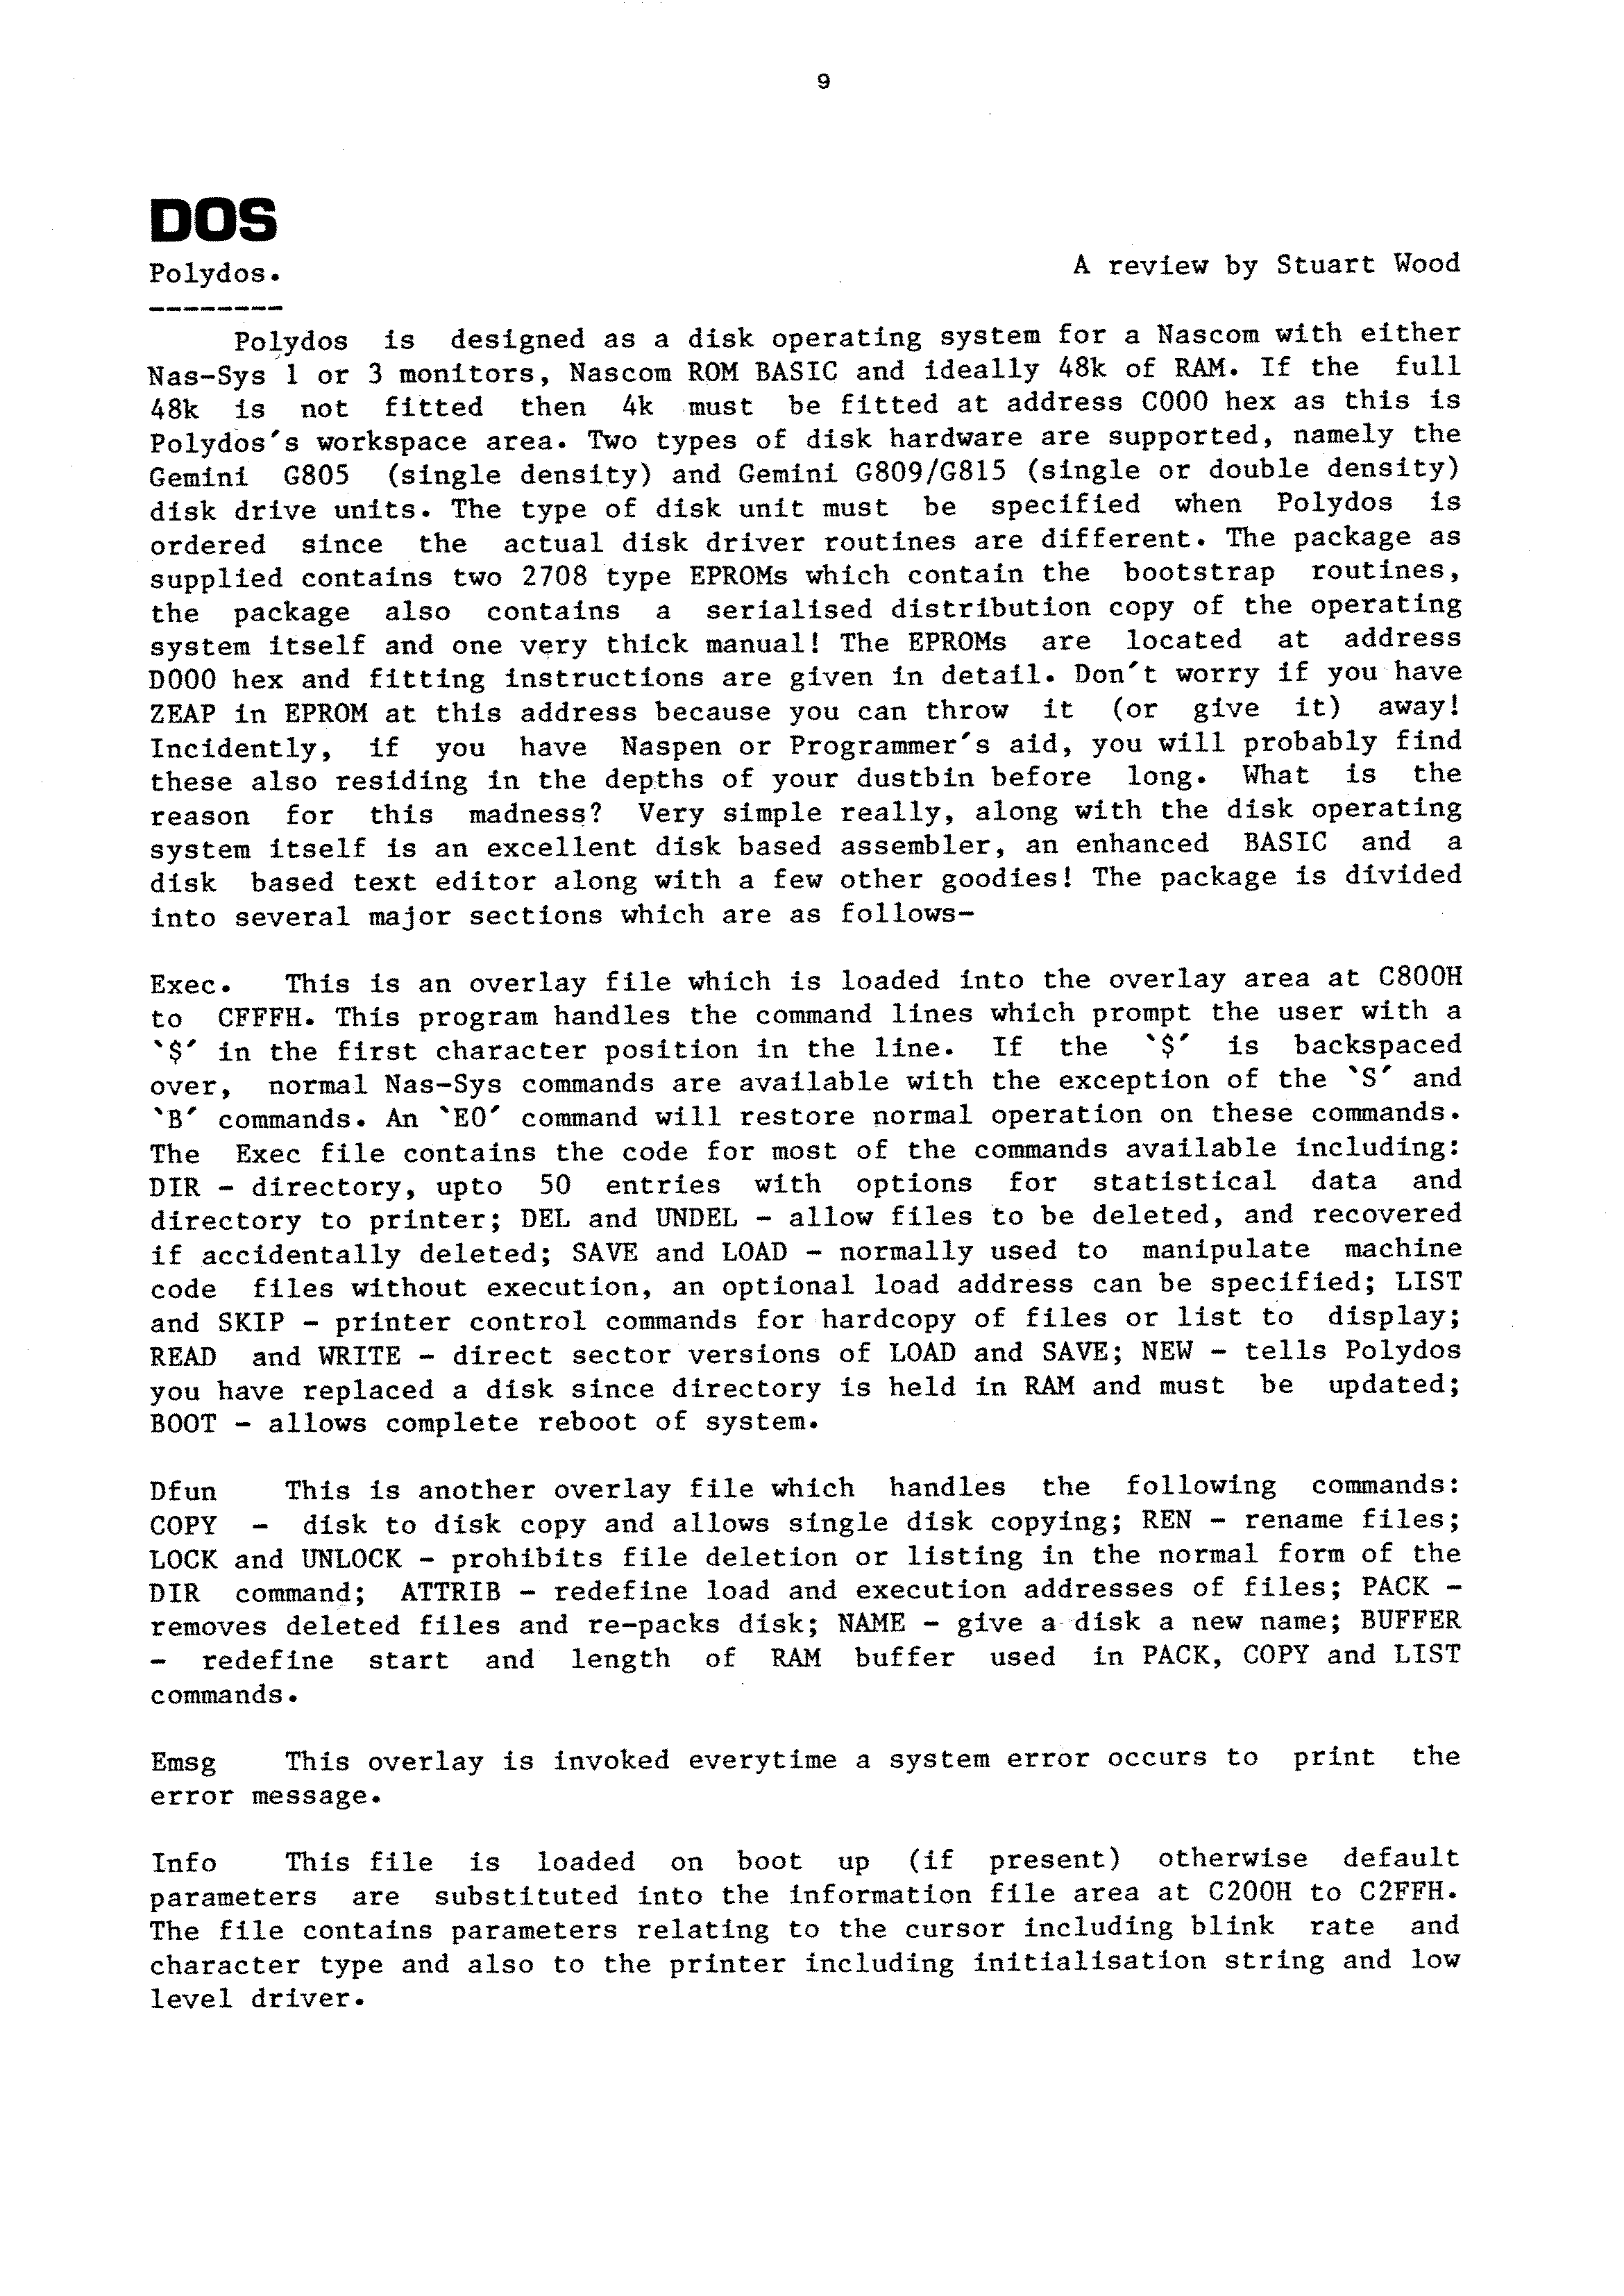 9
DOS
Polydos.
A review by Stuart Wood
--------
Polydos is designed as a disk operating system for a Nascom with either
Nas-Sys 1 or 3 monitors, Nascom ROM BASIC and ideally 48k of RAM. If the full
48k is not fitted then 4k must be fitted at address C000 hex as this is
Polydos's workspace area. Two types of disk hardware are supported, namely the
Gemini G805 (single density) and Gemini G809/G815 (single or double density)
disk drive units. The type of disk unit must be specified when Polydos is
ordered since the actual disk driver routines are different. The package as
supplied contains two 2708 type EPROMs which contain the bootstrap routines,
the package also contains a serialised distribution copy of the operating
system itself and one very thick manual! The EPROMs are located at address
D000 hex and fitting instructions are given in detail. Don't worry if you have
ZEAP in EPROM at this address because you can throw it (or give it) away!
Incidently, if you have Naspen or Programmer's aid, you will probably find
these also residing in the depths of your dustbin before long. What is the
reason for this madness? Very simple really, along with the disk operating
system itself is an excellent disk based assembler, an enhanced BASIC and a
disk based text editor along with a few other goodies! The package is divided
into several major sections which are as follows-
Exec. This is an overlay file which is loaded into the overlay area at C800H
to CFFFH. This program handles the command lines which prompt the user with a
`$' in the first character position in the line. If the `$' is backspaced
over, normal Nas-Sys commands are available with the exception of the `S' and
`B' commands. An `E0' command will restore normal operation on these commands.
The Exec file contains the code for most of the commands available including:
DIR - directory, upto 50 entries with options for statistical data and
directory to printer; DEL and UNDEL - allow files to be deleted, and recovered
if accidentally deleted; SAVE and LOAD - normally used to manipulate machine
code files without execution, an optional load address can be specified; LIST
and SKIP - printer control commands for hardcopy of files or list to display;
READ and WRITE - direct sector versions of LOAD and SAVE; NEW - tells Polydos
you have replaced a disk since directory is held in RAM and must be updated;
BOOT - allows complete reboot of system.
Dfun This is another overlay file which handles the following commands:
COPY - disk to disk copy and allows single disk copying; REN - rename files;
LOCK and UNLOCK - prohibits file deletion or listing in the normal form of the
DIR command; ATTRIB - redefine load and execution addresses of files; PACK -
removes deleted files and re-packs disk; NAME - give a disk a new name; BUFFER
- redefine start and length of RAM buffer used in PACK, COPY and LIST
commands.
Emsg This overlay is invoked everytime a system error occurs to print the
error message.
Info This file is loaded on boot up (if present) otherwise default
parameters are substituted into the information file area at C200H to C2FFH.
The file contains parameters relating to the cursor including blink rate and
character type and also to the printer including initialisation string and low
level driver.